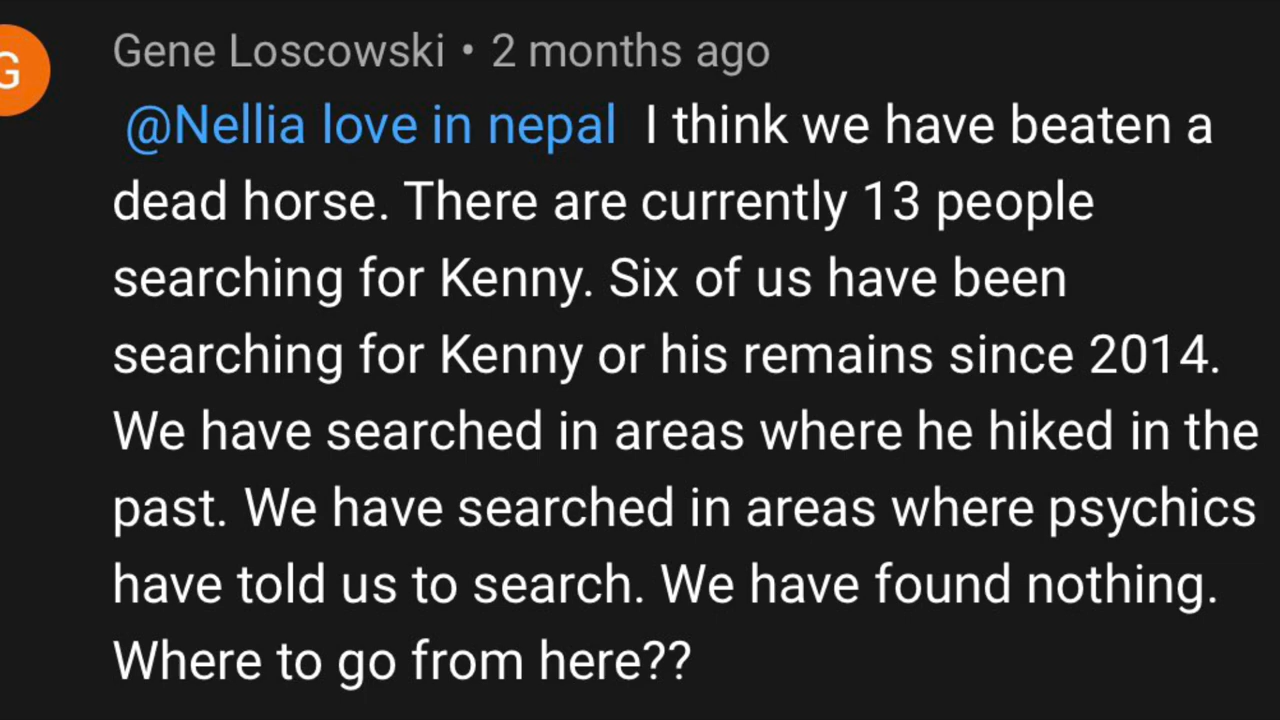 G
Gene Loscowski • 2 months ago
@Nellia love in nepal I think we have beaten a
dead horse. There are currently 13 people
searching for Kenny. Six of us have been
searching for Kenny or his remains since 2014.
We have searched in areas where he hiked in the
past. We have searched in areas where psychics
have told us to search. We have found nothing.
Where to go from here??